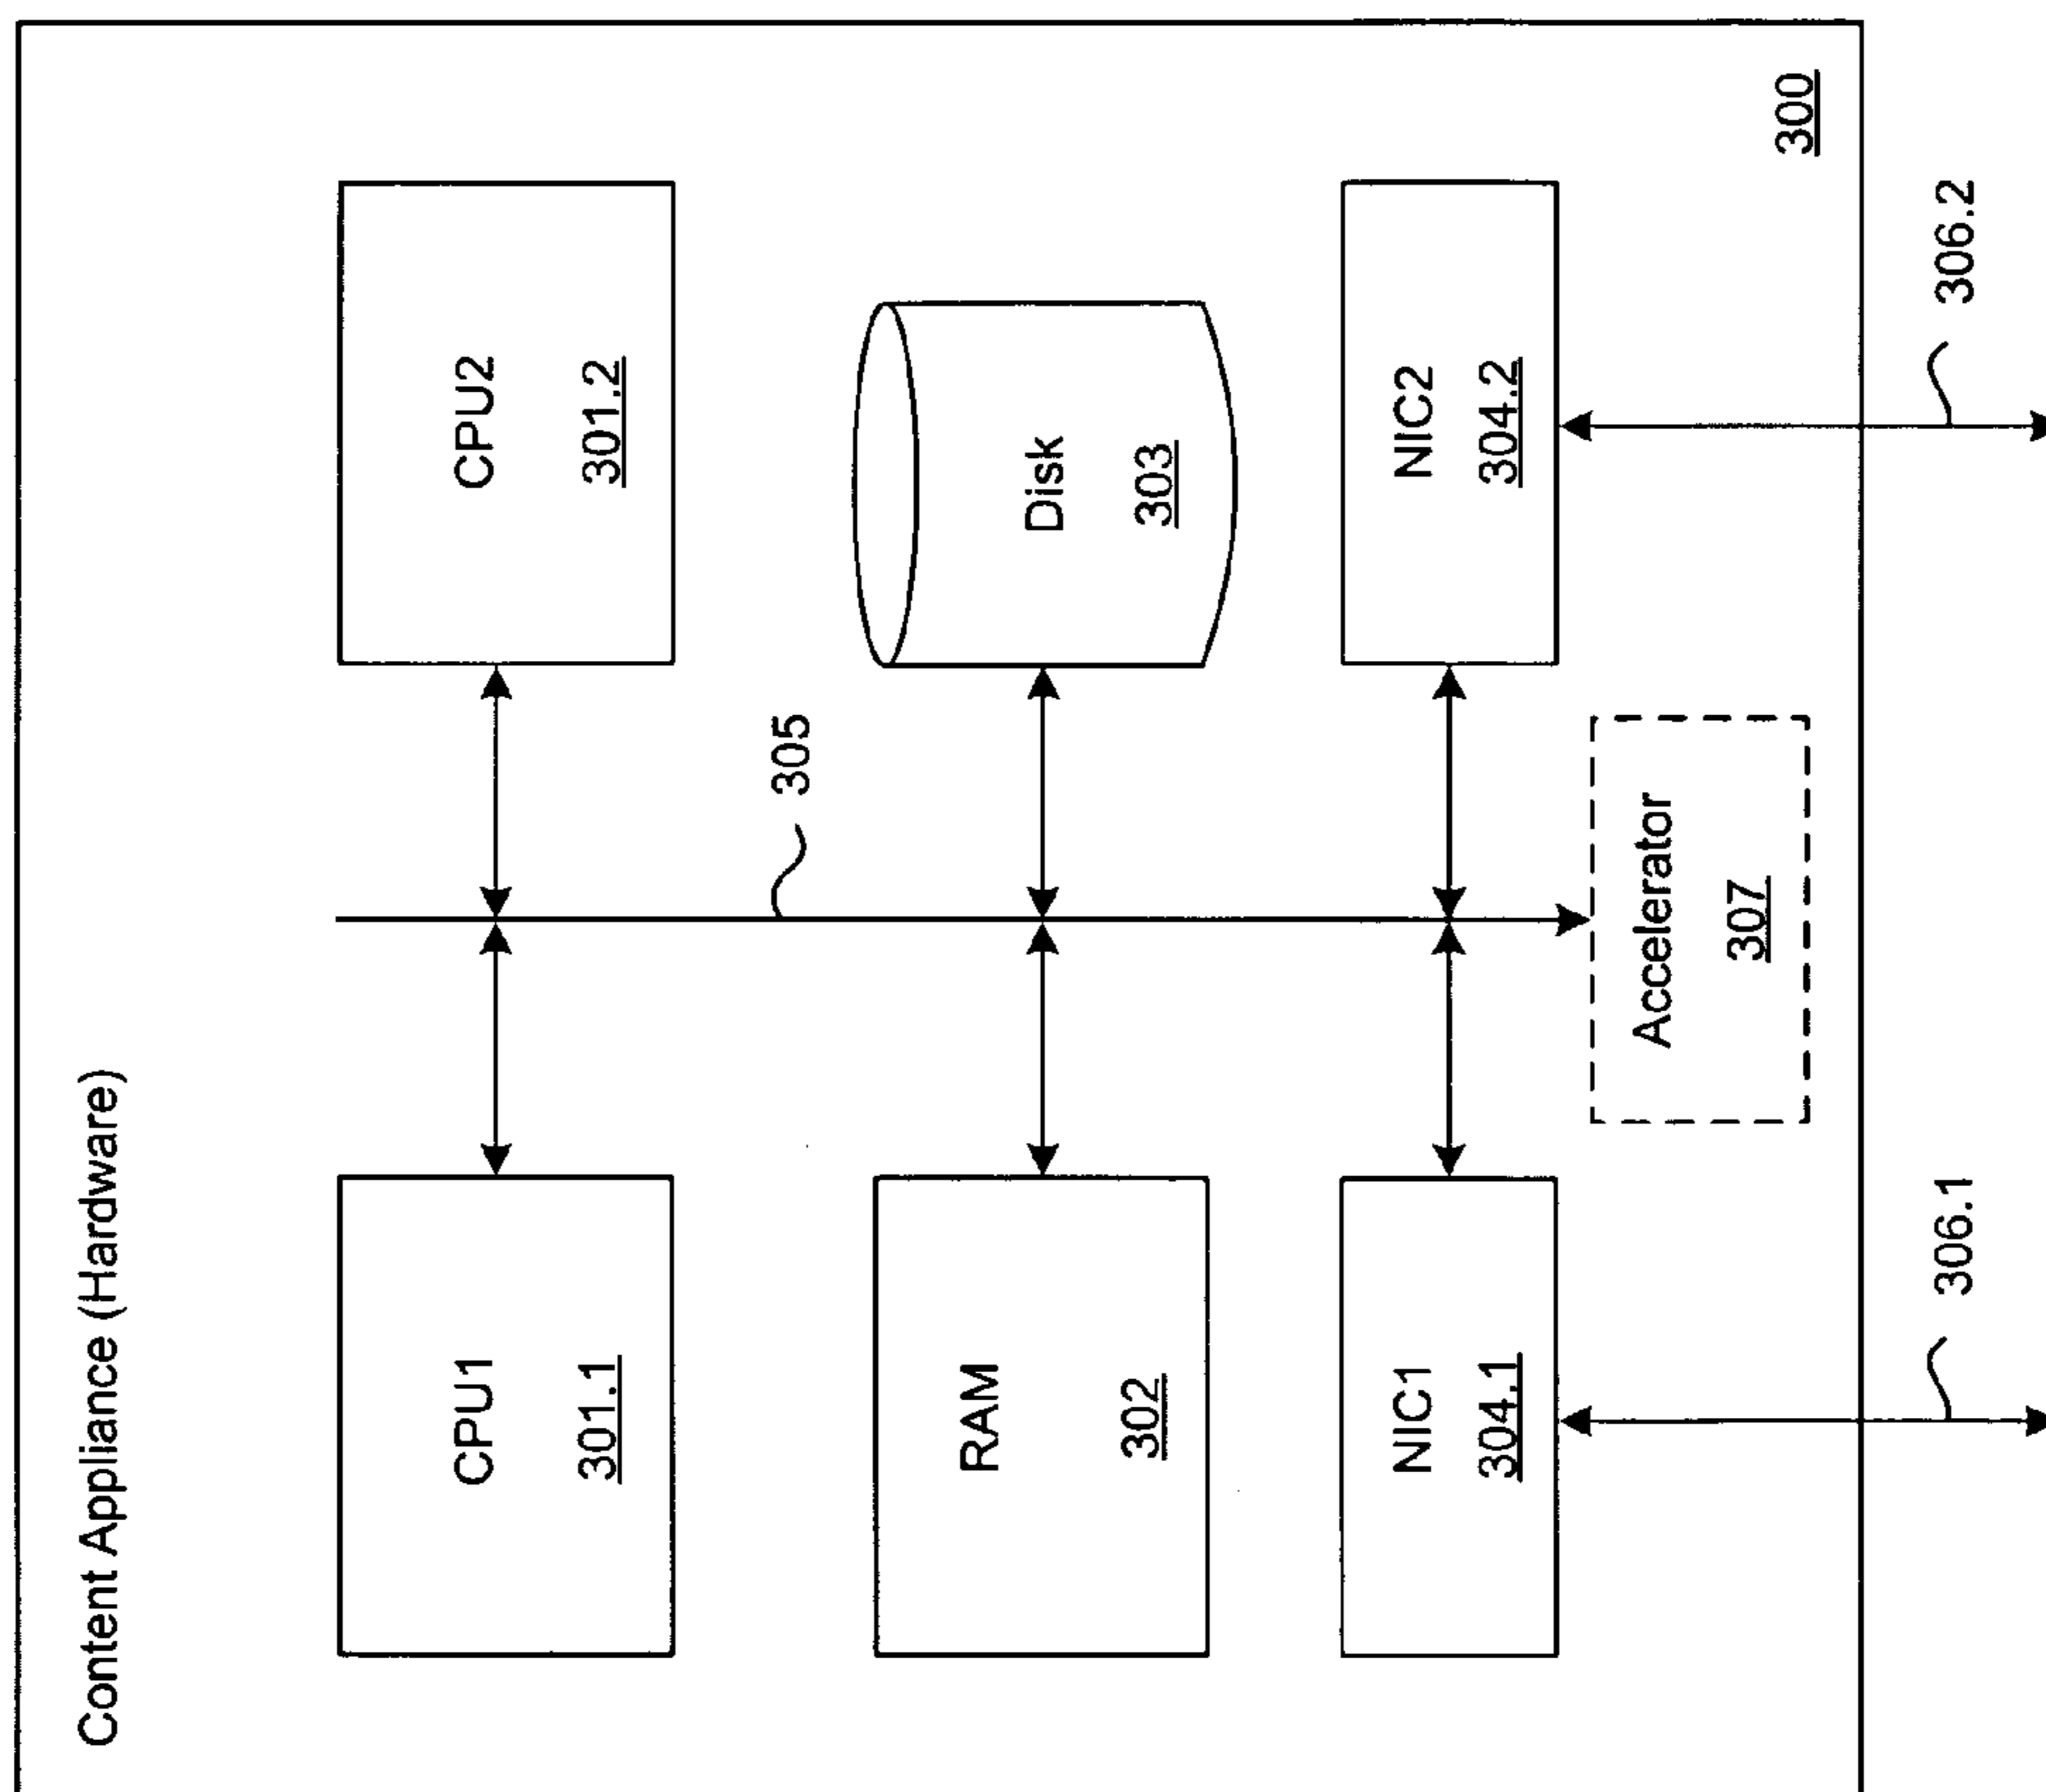 Content Appliance (Hardware)
CPU1
301.1
CPU2
301.2
305
RAM
302
Disk
303
NIC1
304.1
NIC2
304.2
Accelerator
307
300
306.1
306.2